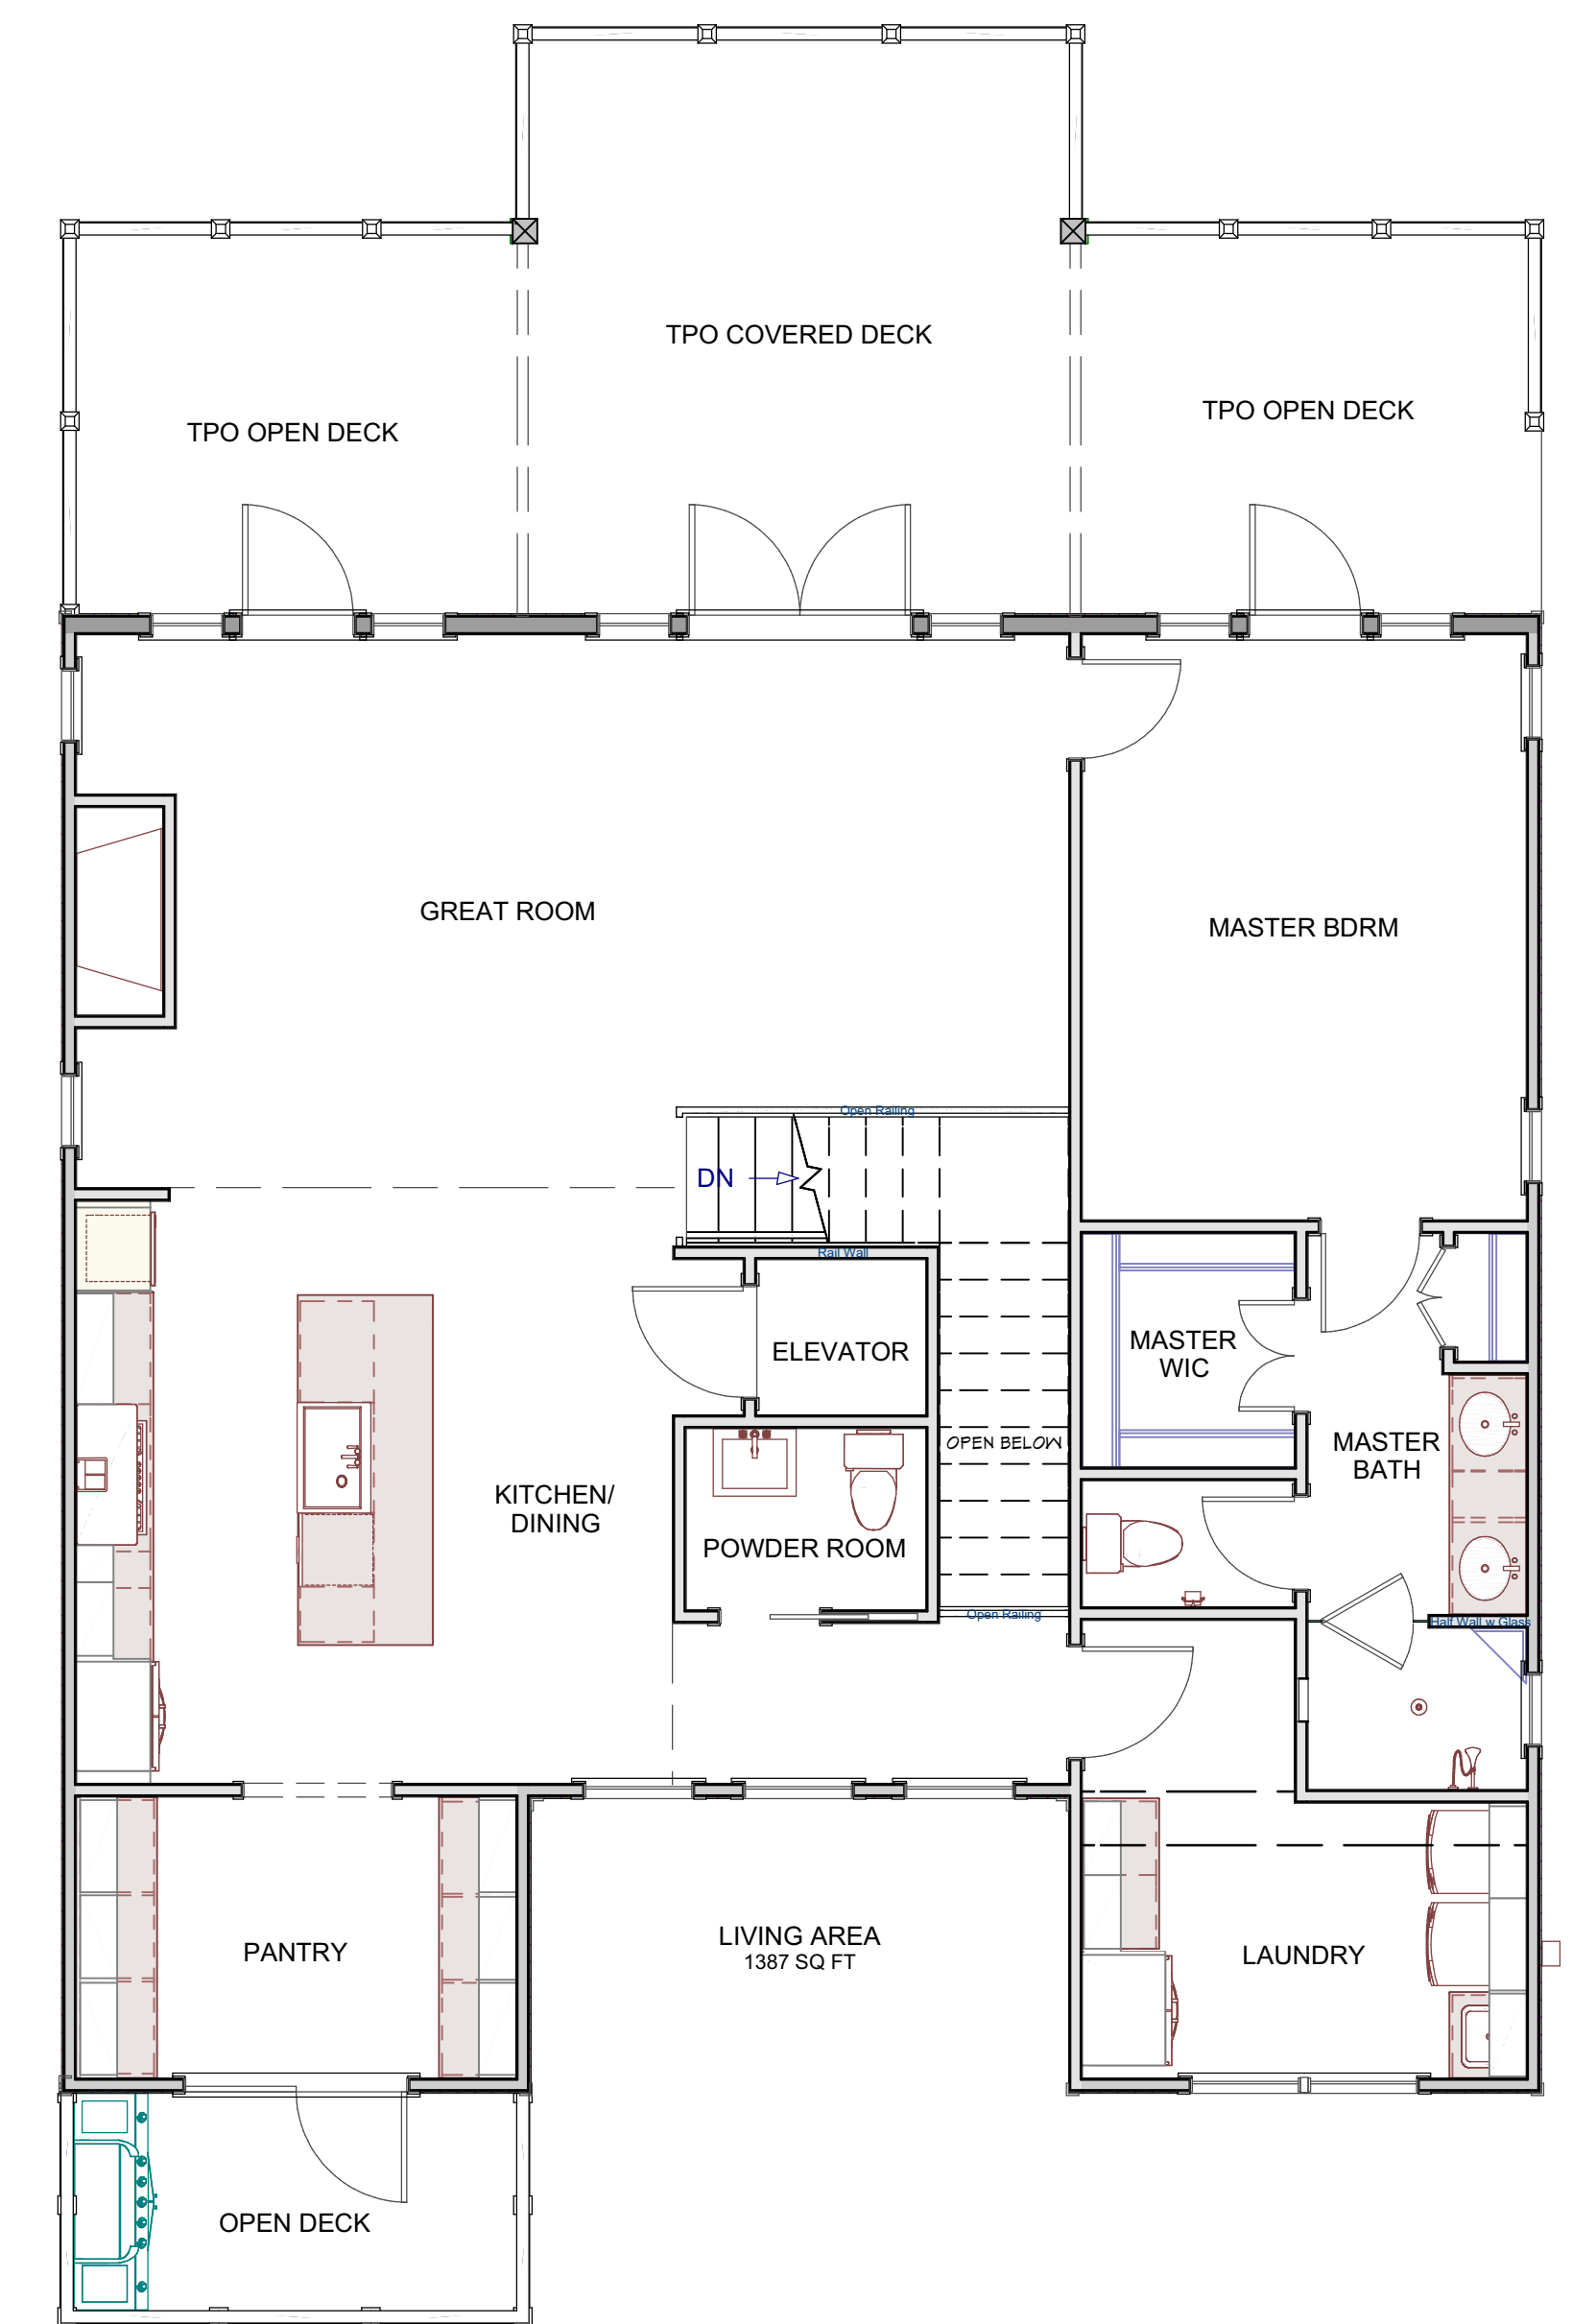 TPO COVERED DECK
TPO OPEN DECK
TPO OPEN DECK
GREAT ROOM
MASTER BDRM
Open Railing
DN
Rail Wall
ELEVATOR
MASTER
WIC
OPEN BELOW
MASTER
BATH
KITCHEN/
DINING
POWDER ROOM
Open Railing
Half Wall w Glass
LIVING AREA
1387 SQ FT
PANTRY
LAUNDRY
OPEN DECK